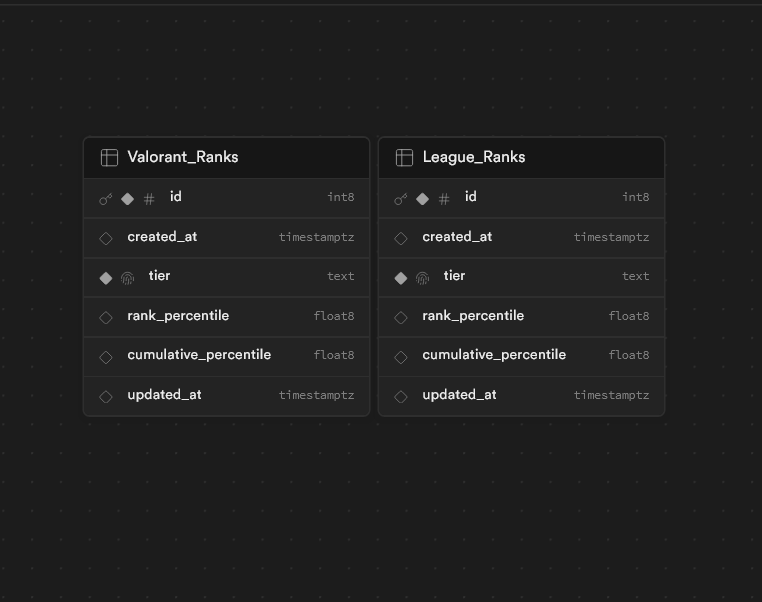 Valorant_Ranks
id int8
created_at timestamptz
tier text
rank_percentile float8
cumulative_percentile float8
updated_at timestamptz
League_Ranks
id int8
created_at timestamptz
tier text
rank_percentile float8
cumulative_percentile float8
updated_at timestamptz